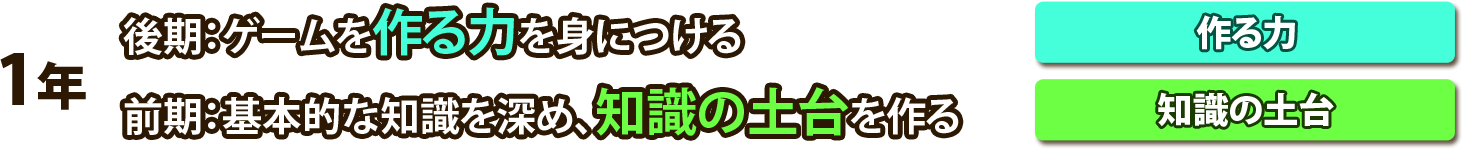 1年
後期：ゲームを作る力を身につける
作る力
前期：基本的な知識を深め、知識の土台を作る
知識の土台